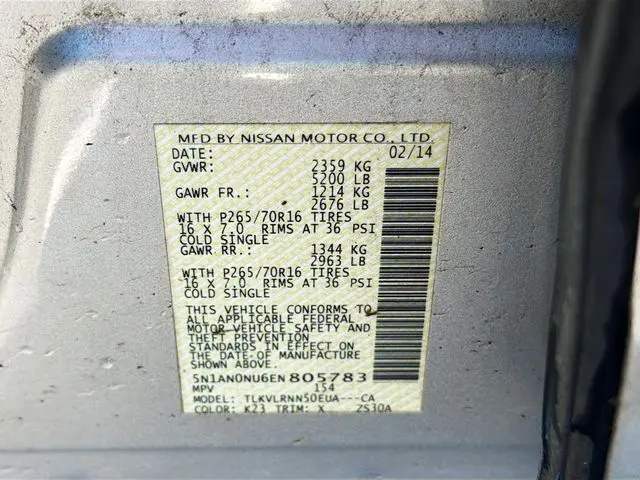 MFD BY NISSAN MOTOR CO., LTD.
DATE: 02/14
GVWR: 2359 KG
5200 LB
GAWR FR.: 1214 KG
2676 LB
WITH P265/70R16 TIRES
16 X 7.0 RIMS AT 36 PSI
COLD SINGLE
GAWR RR.: 1344 KG
2963 LB
WITH P265/70R16 TIRES
16 X 7.0 RIMS AT 36 PSI
COLD SINGLE
THIS VEHICLE CONFORMS TO
ALL APPLICABLE FEDERAL
MOTOR VEHICLE SAFETY AND
THEFT PREVENTION
STANDARDS IN EFFECT ON
THE DATE OF MANUFACTURE
SHOWN ABOVE.
5N1AN0NU6EN805783
MPV 154
MODEL: TLKVLRNN50EUA---CA
COLOR: K23 TRIM: X ZS30A